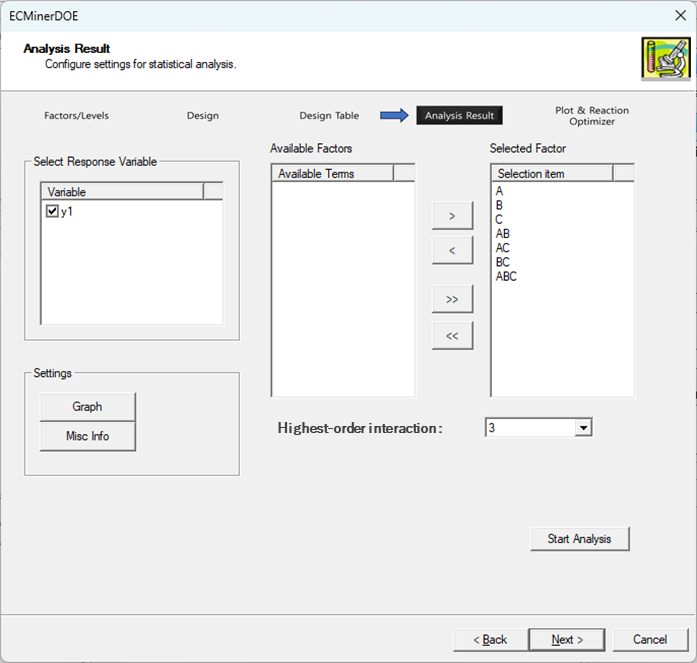 ECMinerDOE
Analysis Result
Configure settings for statistical analysis.
Factors/Levels
Design
Design Table
Analysis Result
Plot & Reaction
Optimizer
Select Response Variable
Variable
y1
Settings
Graph
Misc Info
Available Factors
Available Terms
>
<
>>
<<
Selected Factor
Selection item
A
B
C
AB
AC
BC
ABC
Highest-order interaction:
3
Start Analysis
< Back
Next >
Cancel